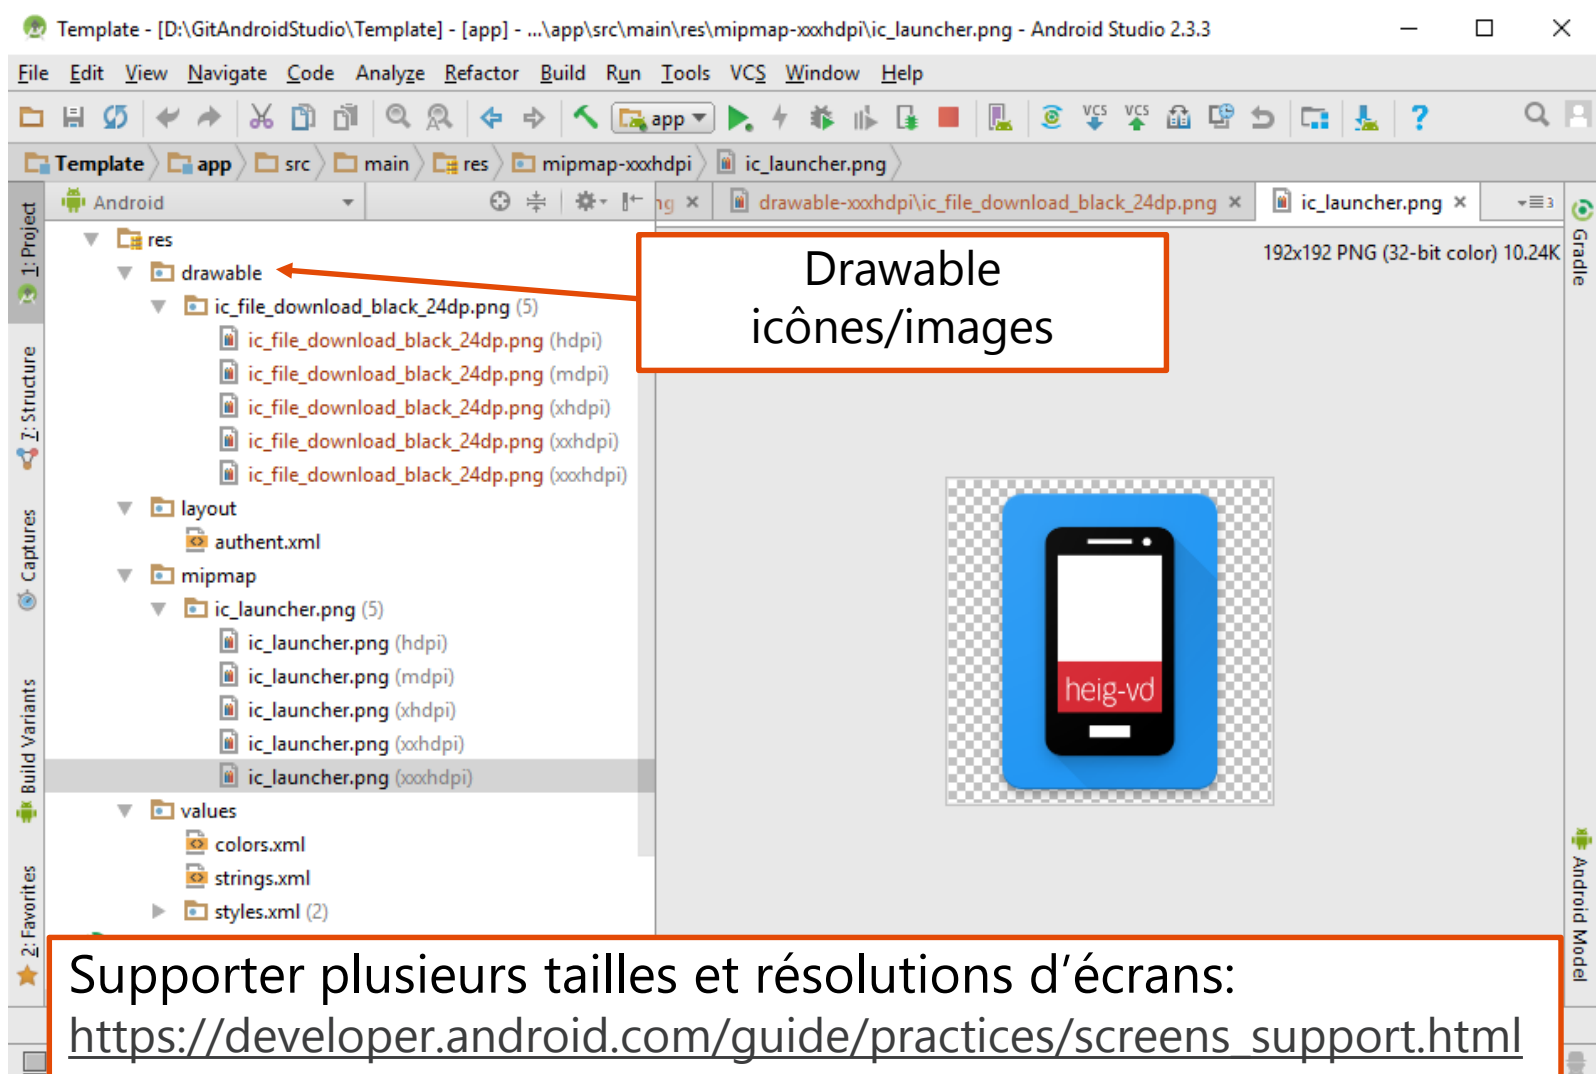 Template - [D:\GitAndroidStudio\Template] - [app] - ...\app\src\main\res\mipmap-xxxhdpi\ic_launcher.png - Android Studio 2.3.3
File Edit View Navigate Code Analyze Refactor Build Run Tools VCS Window Help
app VCS VCS ?
Template app src main res mipmap-xxxhdpi ic_launcher.png
Android
ng drawable-xxxhdpi\ic_file_download_black_24dp.png ic_launcher.png 3
1: Project
7: Structure
Captures
Build Variants
2: Favorites
res
drawable
ic_file_download_black_24dp.png (5)
ic_file_download_black_24dp.png (hdpi)
ic_file_download_black_24dp.png (mdpi)
ic_file_download_black_24dp.png (xhdpi)
ic_file_download_black_24dp.png (xxhdpi)
ic_file_download_black_24dp.png (xxxhdpi)
layout
authent.xml
mipmap
ic_launcher.png (5)
ic_launcher.png (hdpi)
ic_launcher.png (mdpi)
ic_launcher.png (xhdpi)
ic_launcher.png (xxhdpi)
ic_launcher.png (xxxhdpi)
values
colors.xml
strings.xml
styles.xml (2)
Drawable
icônes/images
192x192 PNG (32-bit color) 10.24K
heig-vd
Gradle
Android Model
Supporter plusieurs tailles et résolutions d’écrans:
https://developer.android.com/guide/practices/screens_support.html